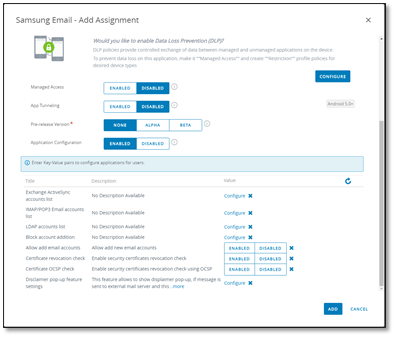 Samsung Email - Add Assignment
Would you like to enable Data Loss Prevention (DLP)?
DLP policies provide controlled exchange of data between managed and unmanaged applications on the device.
To prevent data loss on this application, make it ""Managed Access" and create ""Restriction" profile policies for
desired device types.
CONFIGURE
Managed Access ENABLED DISABLED
App Tunneling ENABLED DISABLED Android 5.0+
Pre-release Version* NONE ALPHA BETA
Application Configuration ENABLED DISABLED
Enter Key-Value pairs to configure applications for users:
Title Description Value
Exchange ActiveSync
accounts list No Description Available Configure
IMAP/POP3 Email accounts
list No Description Available Configure
LDAP accounts list No Description Available Configure
Block account addition No Description Available Configure
Allow add email accounts Allow add new email accounts ENABLED DISABLED
Certificate revocation check Enable security certificates revocation check ENABLED DISABLED
Certificate OCSP check Enable security certificates revocation check using OCSP ENABLED DISABLED
Disclaimer pop-up feature This feature allows to show displaimer pop-up, if message is Configure
settings sent to external mail server and this ..more
ADD CANCEL